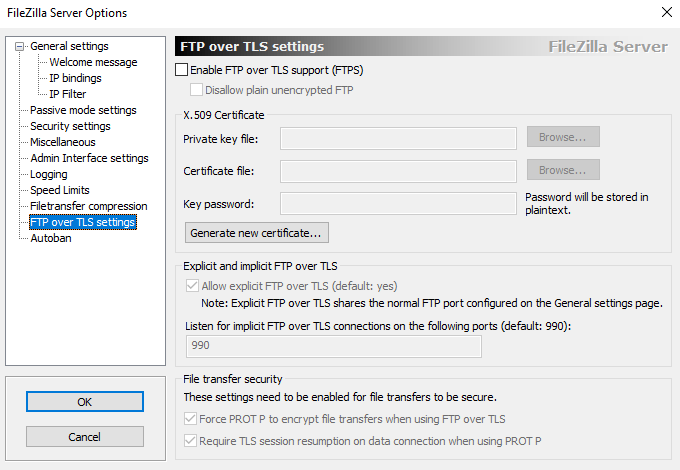 FileZilla Server Options
General settings
Welcome message
IP bindings
IP Filter
Passive mode settings
Security settings
Miscellaneous
Admin Interface settings
Logging
Speed Limits
Filetransfer compression
FTP over TLS settings
Autoban
OK
Cancel
FTP over TLS settings
FileZilla Server
Enable FTP over TLS support (FTPS)
Disallow plain unencrypted FTP
X.509 Certificate
Private key file:
Browse...
Certificate file:
Browse...
Key password:
Password will be stored in
plaintext.
Generate new certificate...
Explicit and implicit FTP over TLS
Allow explicit FTP over TLS (default: yes)
Note: Explicit FTP over TLS shares the normal FTP port configured on the General settings page.
Listen for implicit FTP over TLS connections on the following ports (default: 990):
990
File transfer security
These settings need to be enabled for file transfers to be secure.
Force PROT P to encrypt file transfers when using FTP over TLS
Require TLS session resumption on data connection when using PROT P